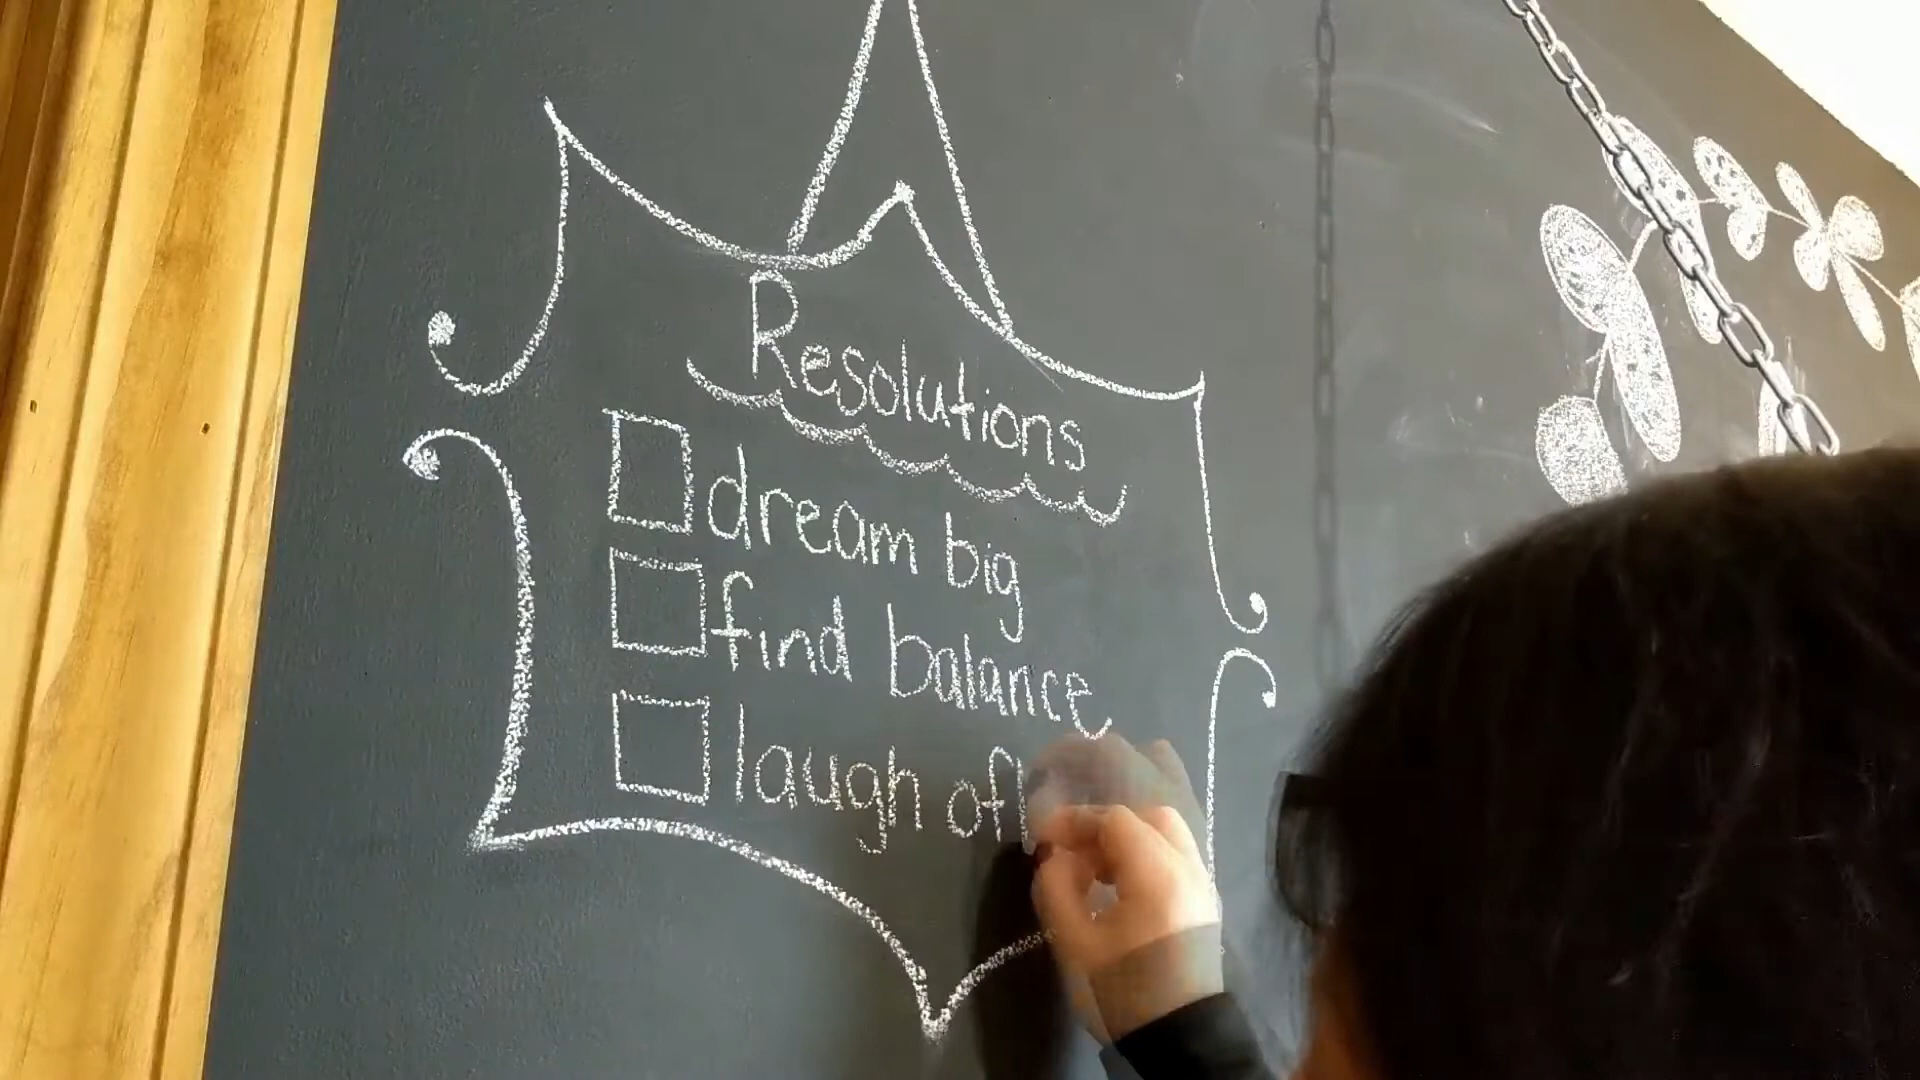 Resolutions
dream big
find balance
laugh of